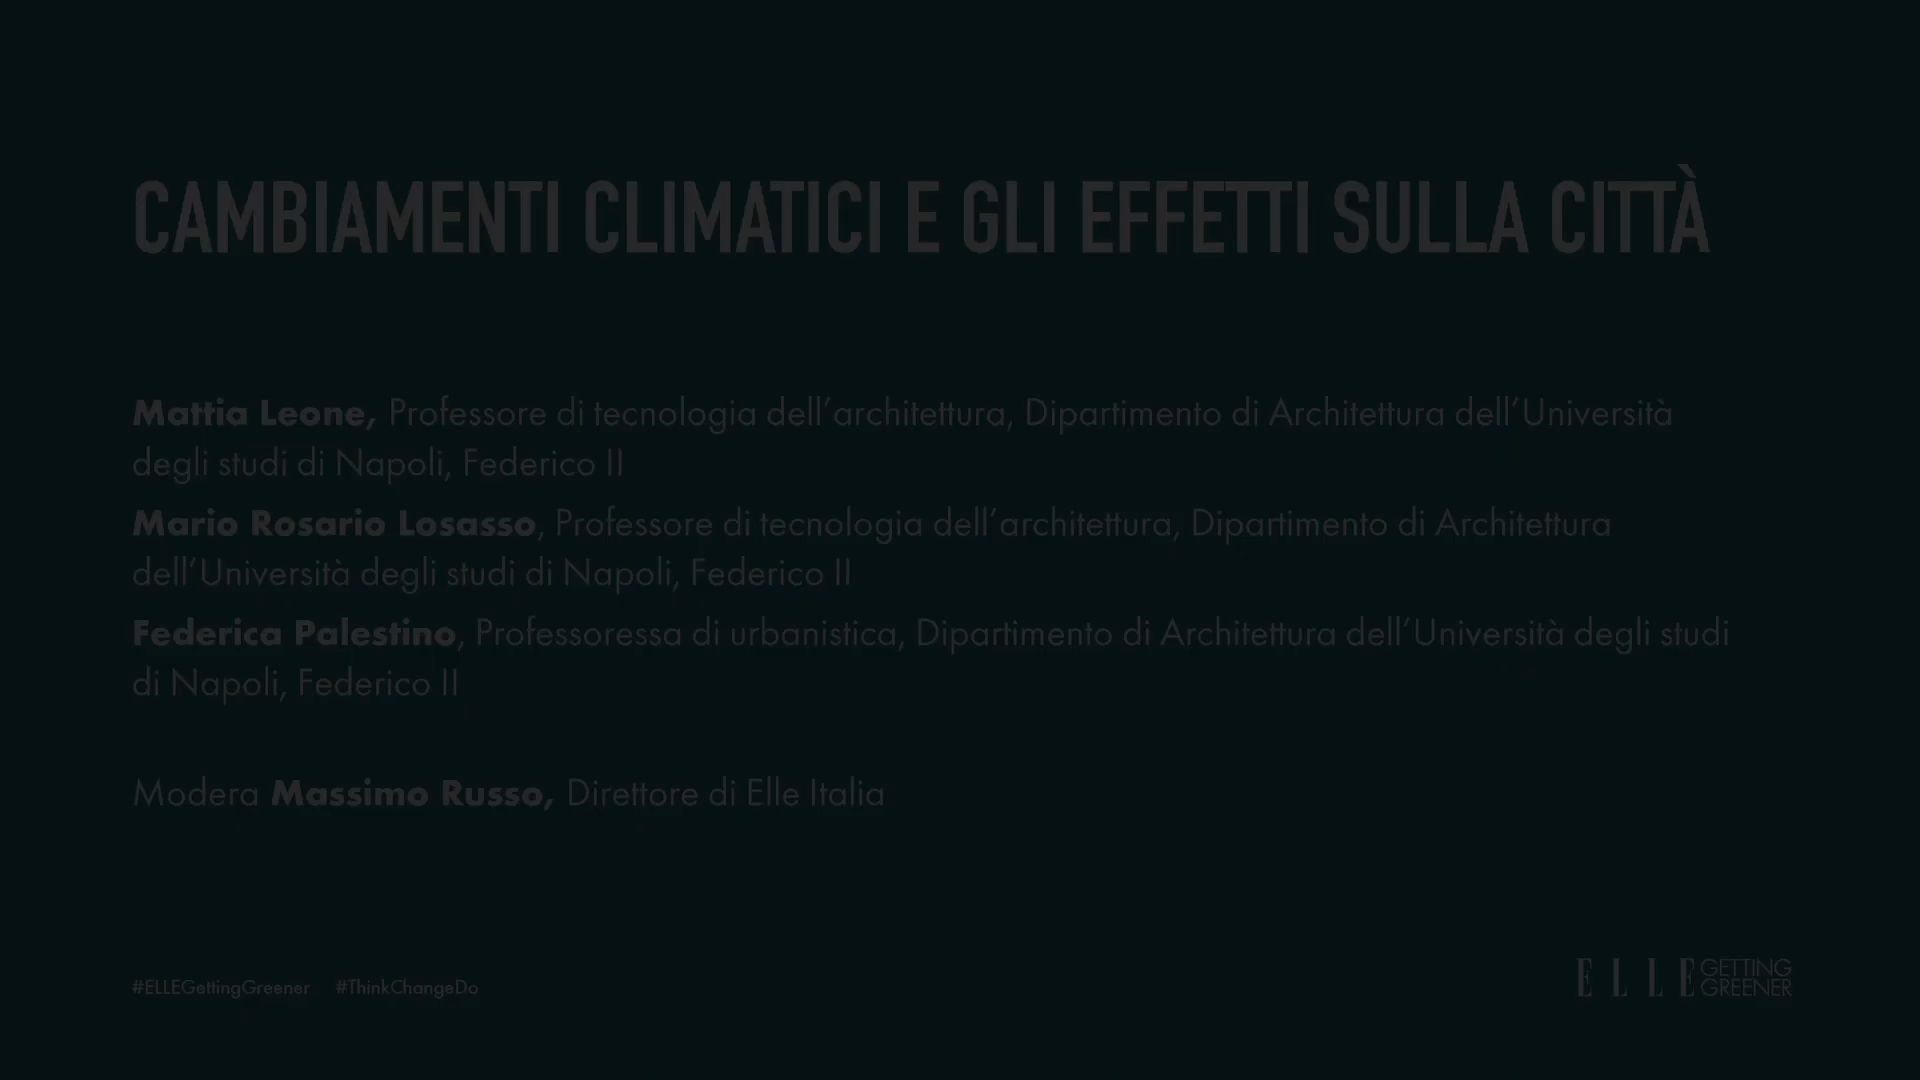 CAMBIAMENTI CLIMATICI E GLI EFFETTI SULLA CITTÀ
Mattia Leone, Professore di tecnologia dell’architettura, Dipartimento di Architettura dell’Università
degli studi di Napoli, Federico II
Mario Rosario Losasso, Professore di tecnologia dell’architettura, Dipartimento di Architettura
dell’Università degli studi di Napoli, Federico II
Federica Palestino, Professoressa di urbanistica, Dipartimento di Architettura dell’Università degli studi
di Napoli, Federico II
Modera Massimo Russo, Direttore di Elle Italia
#ELLEGettingGreener #ThinkChangeDo
ELLE GETTING
GREENER